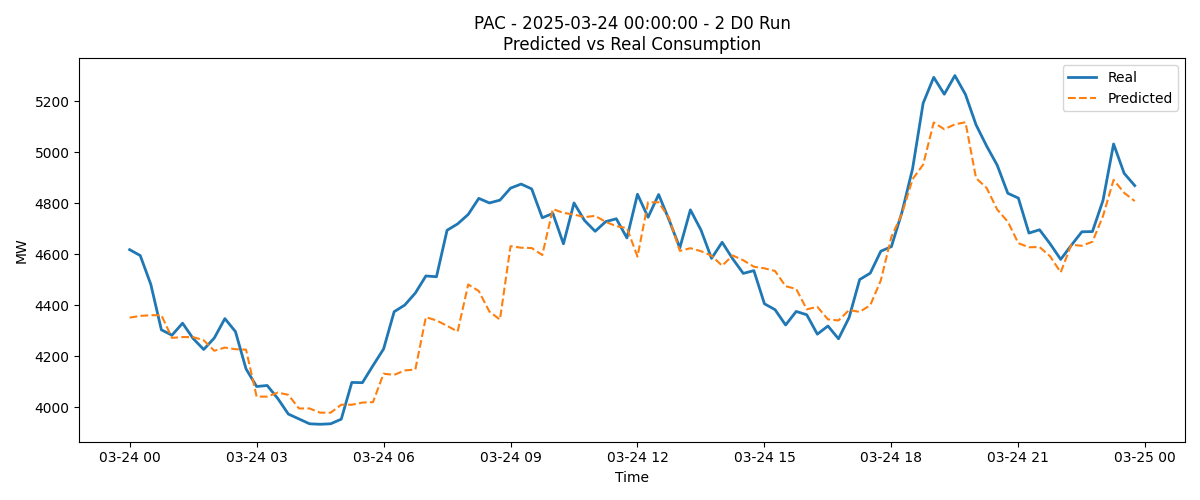 PAC - 2025-03-24 00:00:00 - 2 D0 Run
Predicted vs Real Consumption
Real
Predicted
MW
5200
5000
4800
4600
4400
4200
4000
03-24 00
03-24 03
03-24 06
03-24 09
03-24 12
03-24 15
03-24 18
03-24 21
03-25 00
Time